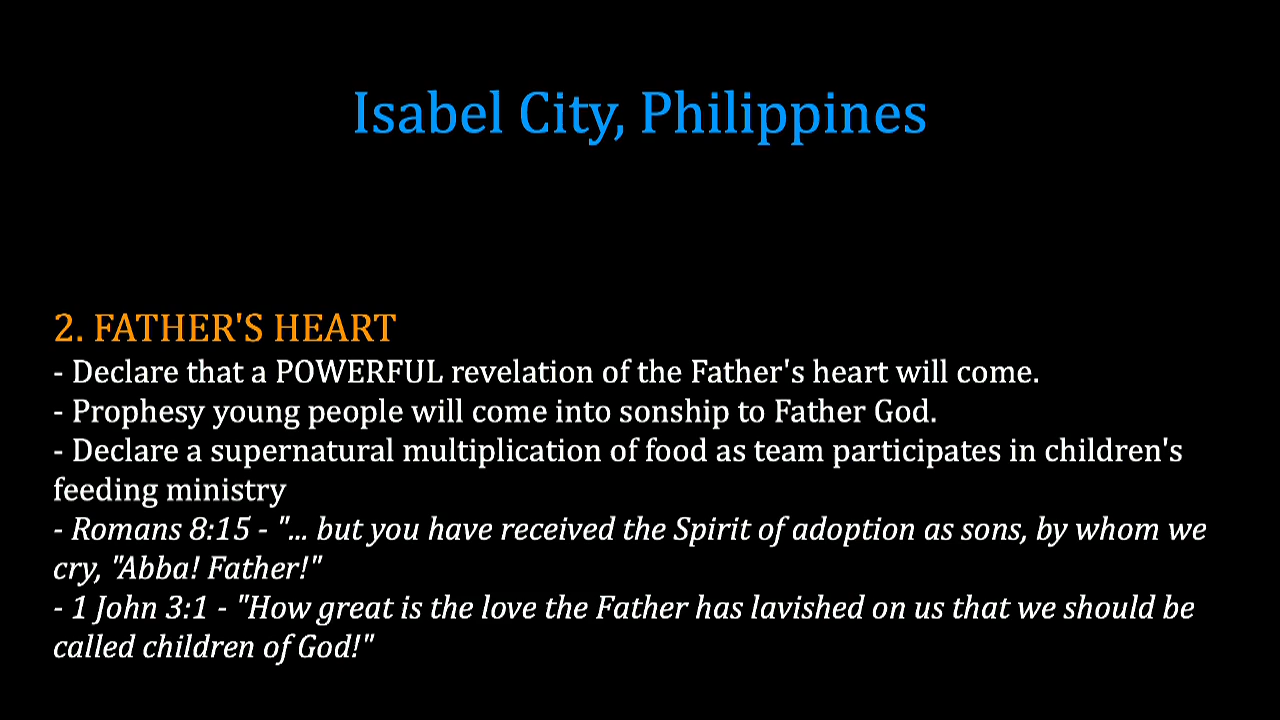 Isabel City, Philippines
2. FATHER'S HEART
- Declare that a POWERFUL revelation of the Father's heart will come.
- Prophesy young people will come into sonship to Father God.
- Declare a supernatural multiplication of food as team participates in children's
feeding ministry
- Romans 8:15 - "... but you have received the Spirit of adoption as sons, by whom we
cry, "Abba! Father!"
- 1 John 3:1 - "How great is the love the Father has lavished on us that we should be
called children of God!"